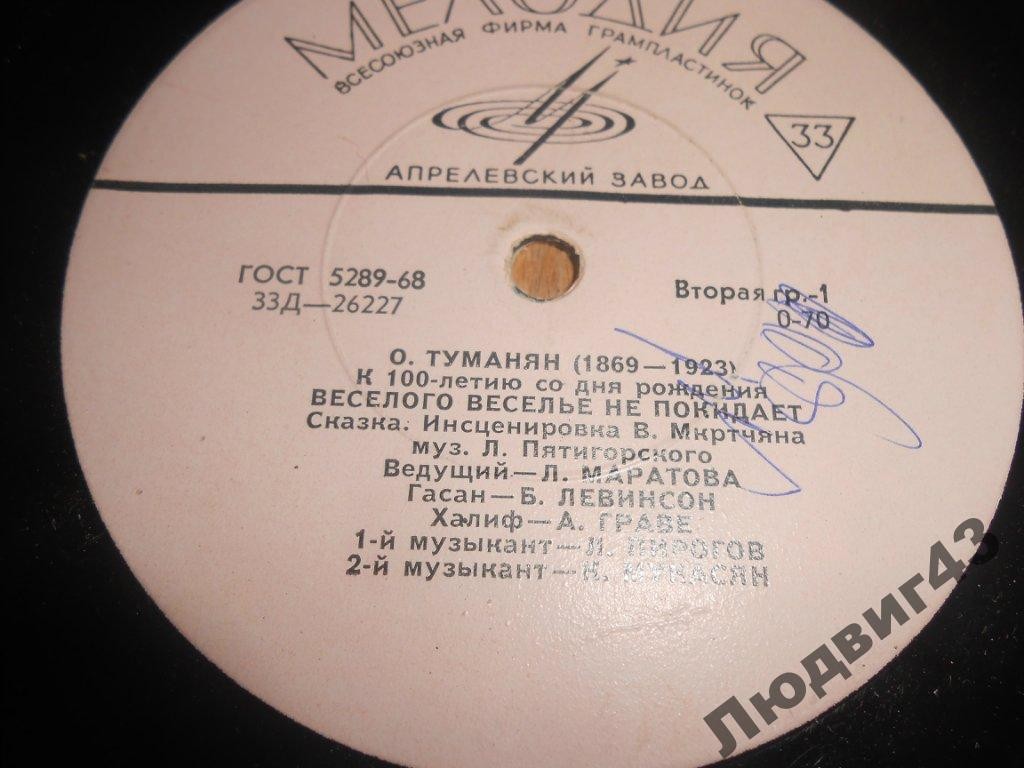 МЕЛОДИЯ
ВСЕСОЮЗНАЯ ФИРМА ГРАМПЛАСТИНОК
33
АПРЕЛЕВСКИЙ ЗАВОД
ГОСТ 5289-68
33Д—26227
Вторая гр.-1
0-70
О. ТУМАНЯН (1869—1923)
К 100-летию со дня рождения
ВЕСЕЛОГО ВЕСЕЛЬЕ НЕ ПОКИДАЕТ
Сказка. Инсценировка В. Мкртчяна
муз. Л. Пятигорского
Ведущий—Л. МАРАТОВА
Гасан—Б. ЛЕВИНСОН
Халиф—А. ГРАВЕ
1-й музыкант— ПИРОГОВ
2-й музыкант— МУКАСЯН
Людвиг43